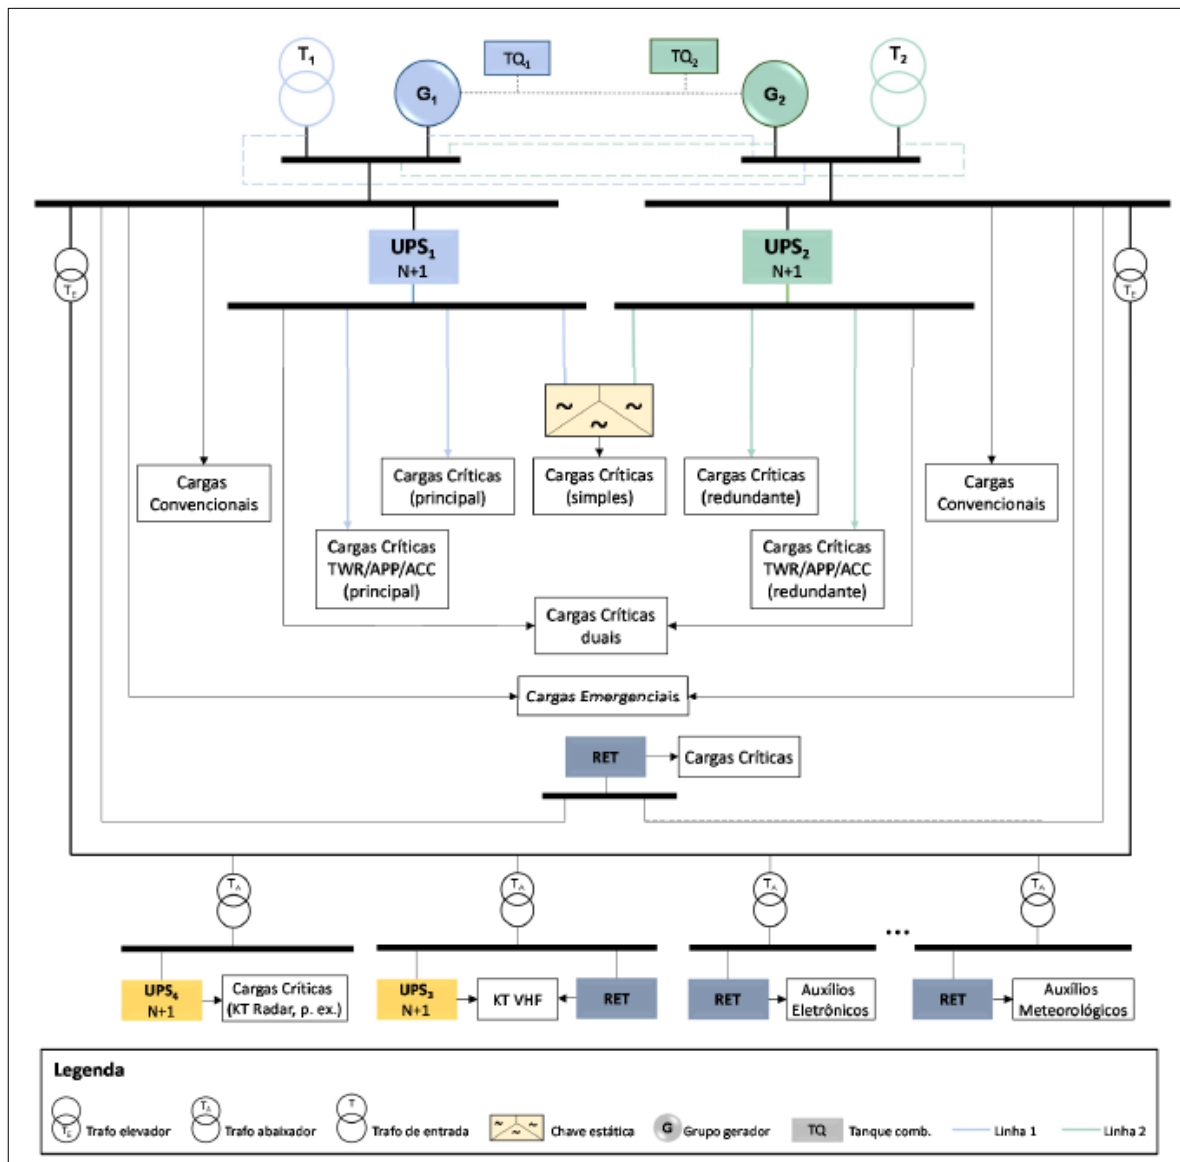 T1
TQ1
TQ2
T2
G1
G2
UPS1
N+1
UPS2
N+1
TE
TE
~ ~ ~
Cargas
Convencionais
Cargas Críticas
(principal)
Cargas Críticas
(simples)
Cargas Críticas
(redundante)
Cargas
Convencionais
Cargas Críticas
TWR/APP/ACC
(principal)
Cargas Críticas
TWR/APP/ACC
(redundante)
Cargas Críticas
duais
Cargas Emergenciais
RET
Cargas Críticas
TA
TA
TA
TA
...
UPS4
N+1
Cargas Críticas
(KT Radar, p. ex.)
UPS3
N+1
KT VHF
RET
RET
Auxílios
Eletrônicos
RET
Auxílios
Meteorológicos
Legenda
TE Trafo elevador
TA Trafo abaixador
T Trafo de entrada
~ ~ ~ Chave estática
G Grupo gerador
TQ Tanque comb.
Linha 1
Linha 2